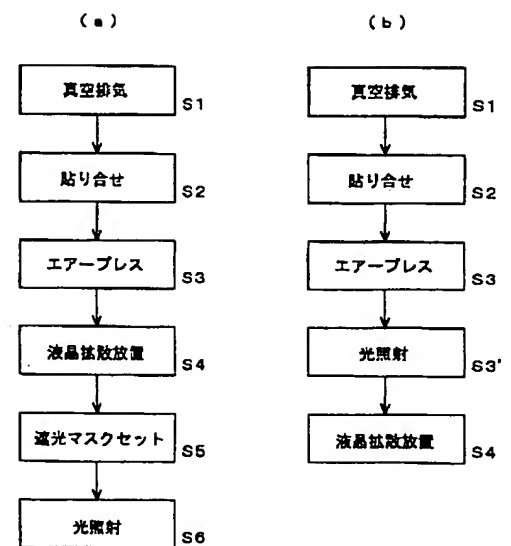 (a)
真空排気
S1
貼り合せ
S2
エアープレス
S3
液晶拡散放置
S4
遮光マスクセット
S5
光照射
S6
(b)
真空排気
S1
貼り合せ
S2
エアープレス
S3
光照射
S3'
液晶拡散放置
S4